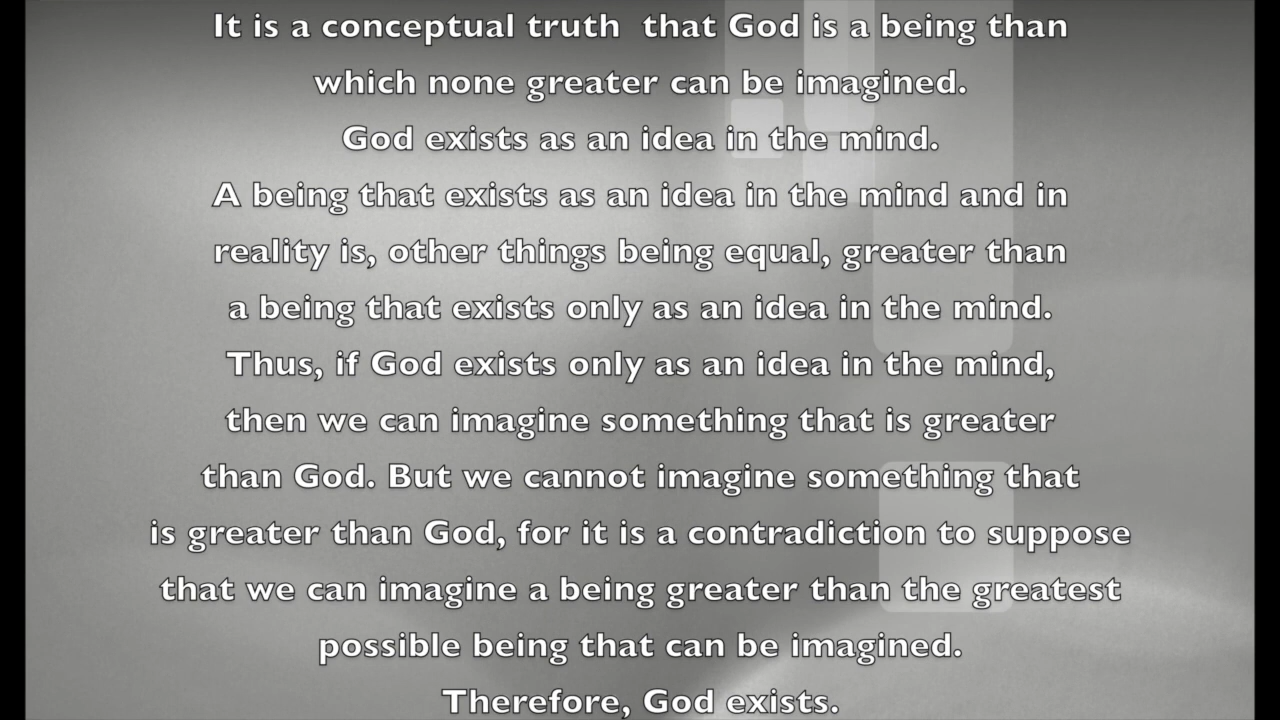 It is a conceptual truth  that God is a being than
which none greater can be imagined.
God exists as an idea in the mind.
A being that exists as an idea in the mind and in
reality is, other things being equal, greater than
a being that exists only as an idea in the mind.
Thus, if God exists only as an idea in the mind,
then we can imagine something that is greater
than God. But we cannot imagine something that
is greater than God, for it is a contradiction to suppose
that we can imagine a being greater than the greatest
possible being that can be imagined.
Therefore, God exists.